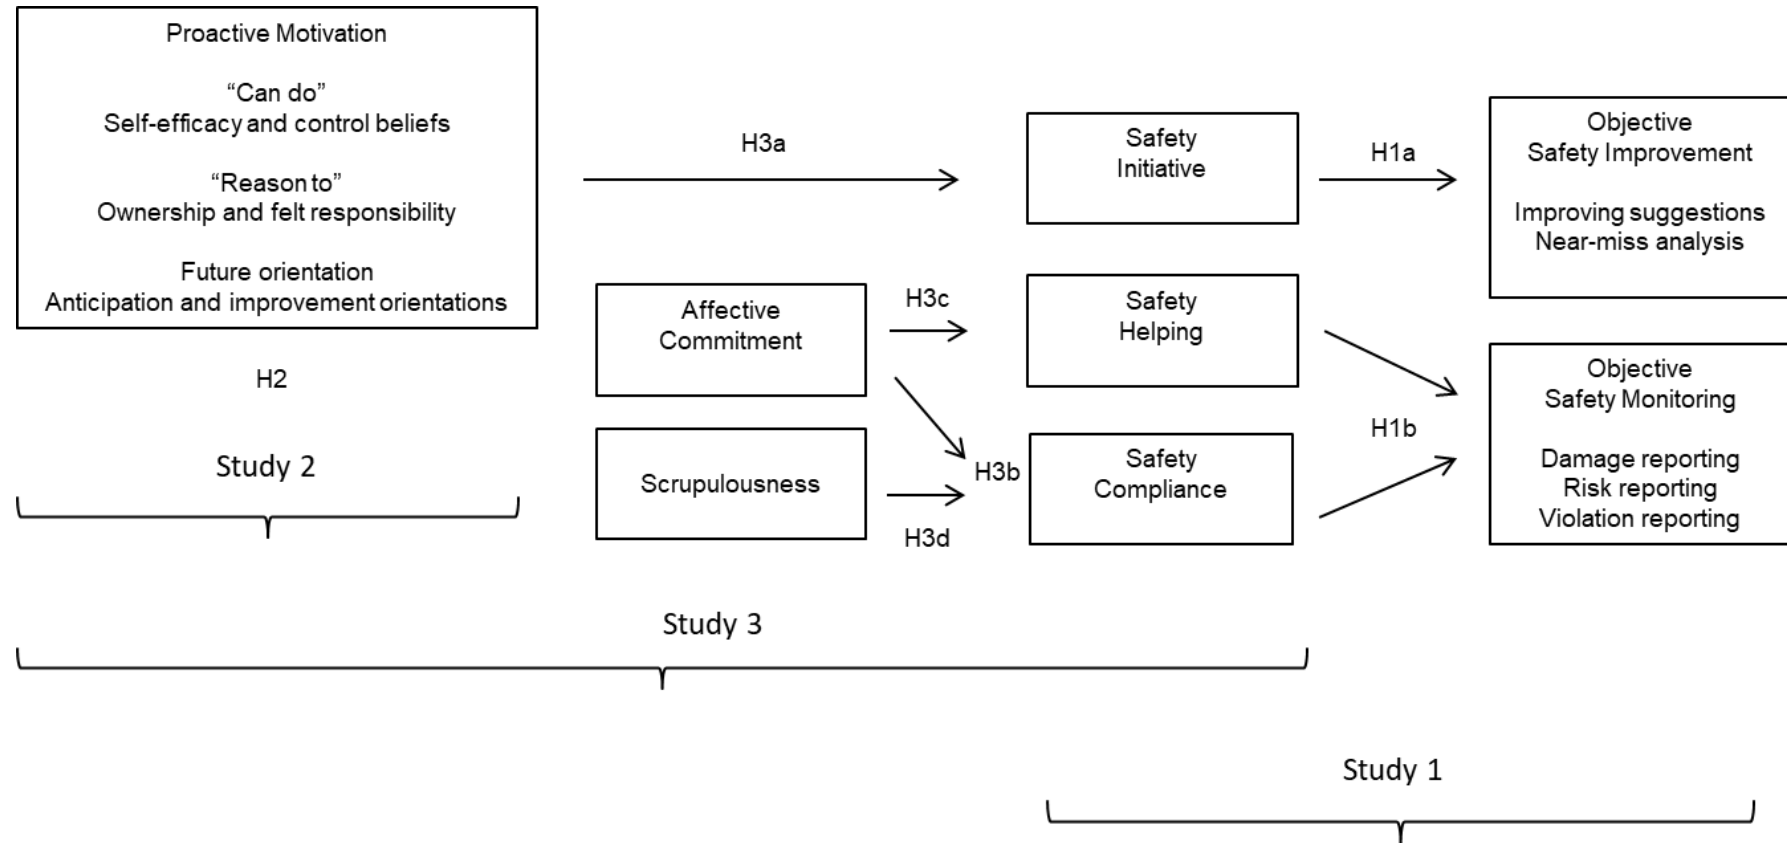 Proactive Motivation
“Can do”
Self-efficacy and control beliefs
“Reason to”
Ownership and felt responsibility
Future orientation
Anticipation and improvement orientations
H2
Study 2
H3a
Affective
Commitment
Scrupulousness
H3c
H3b
H3d
Safety
Initiative
Safety
Helping
Safety
Compliance
H1a
H1b
Objective
Safety Improvement
Improving suggestions
Near-miss analysis
Objective
Safety Monitoring
Damage reporting
Risk reporting
Violation reporting
Study 3
Study 1